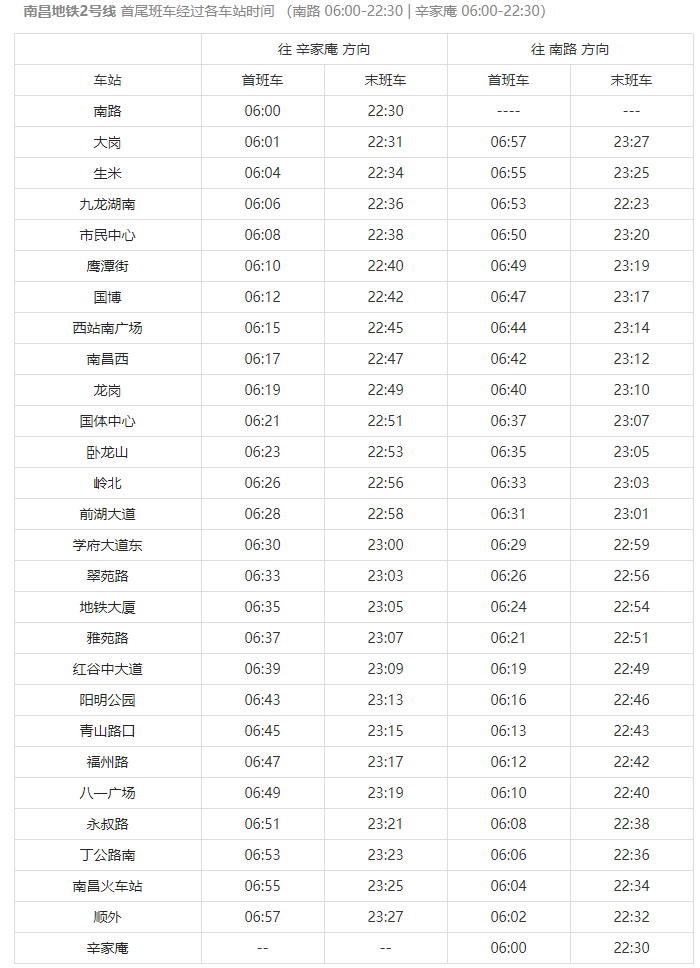 南昌地铁2号线 首尾班车经过各车站时间 （南路 06:00-22:30 | 辛家庵 06:00-22:30）
往 辛家庵 方向 往 南路 方向
车站 首班车 末班车 首班车 末班车
南路 06:00 22:30 ---- ---
大岗 06:01 22:31 06:57 23:27
生米 06:04 22:34 06:55 23:25
九龙湖南 06:06 22:36 06:53 22:23
市民中心 06:08 22:38 06:50 23:20
鹰潭街 06:10 22:40 06:49 23:19
国博 06:12 22:42 06:47 23:17
西站南广场 06:15 22:45 06:44 23:14
南昌西 06:17 22:47 06:42 23:12
龙岗 06:19 22:49 06:40 23:10
国体中心 06:21 22:51 06:37 23:07
卧龙山 06:23 22:53 06:35 23:05
岭北 06:26 22:56 06:33 23:03
前湖大道 06:28 22:58 06:31 23:01
学府大道东 06:30 23:00 06:29 22:59
翠苑路 06:33 23:03 06:26 22:56
地铁大厦 06:35 23:05 06:24 22:54
雅苑路 06:37 23:07 06:21 22:51
红谷中大道 06:39 23:09 06:19 22:49
阳明公园 06:43 23:13 06:16 22:46
青山路口 06:45 23:15 06:13 22:43
福州路 06:47 23:17 06:12 22:42
八一广场 06:49 23:19 06:10 22:40
永叔路 06:51 23:21 06:08 22:38
丁公路南 06:53 23:23 06:06 22:36
南昌火车站 06:55 23:25 06:04 22:34
顺外 06:57 23:27 06:02 22:32
辛家庵 -- -- 06:00 22:30